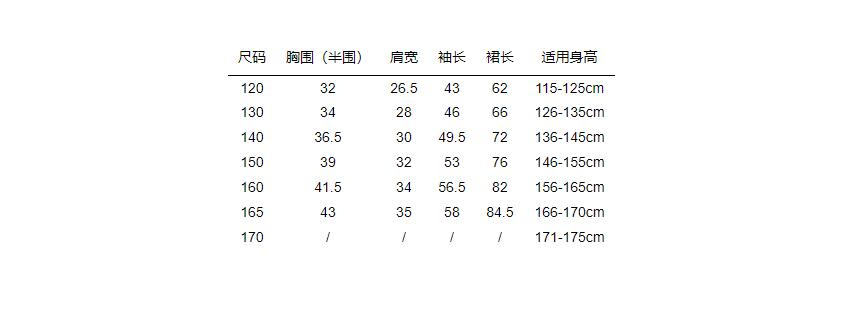 尺码 胸围（半围） 肩宽 袖长 裙长 适用身高
120 32 26.5 43 62 115-125cm
130 34 28 46 66 126-135cm
140 36.5 30 49.5 72 136-145cm
150 39 32 53 76 146-155cm
160 41.5 34 56.5 82 156-165cm
165 43 35 58 84.5 166-170cm
170 / / / / 171-175cm